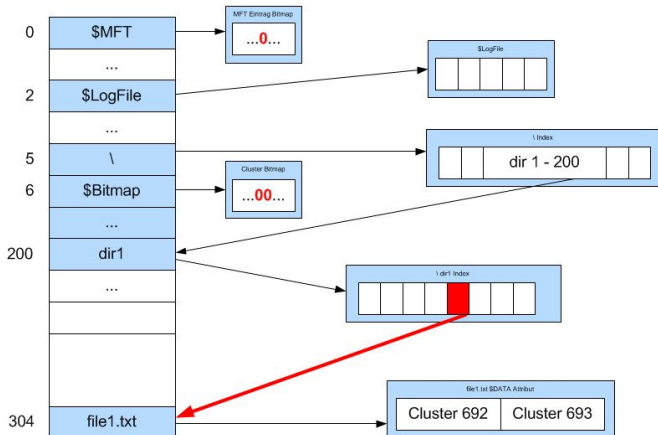 MFT Eintrag Bitmap
0 $MFT
...0...
...
$LogFile
2 $LogFile
...
\ Index
5 \
dir 1 - 200
Cluster Bitmap
6 $Bitmap
...00...
...
200 dir1
\ dir1 Index
...
file1.txt $DATA Attribut
304 file1.txt
Cluster 692 Cluster 693